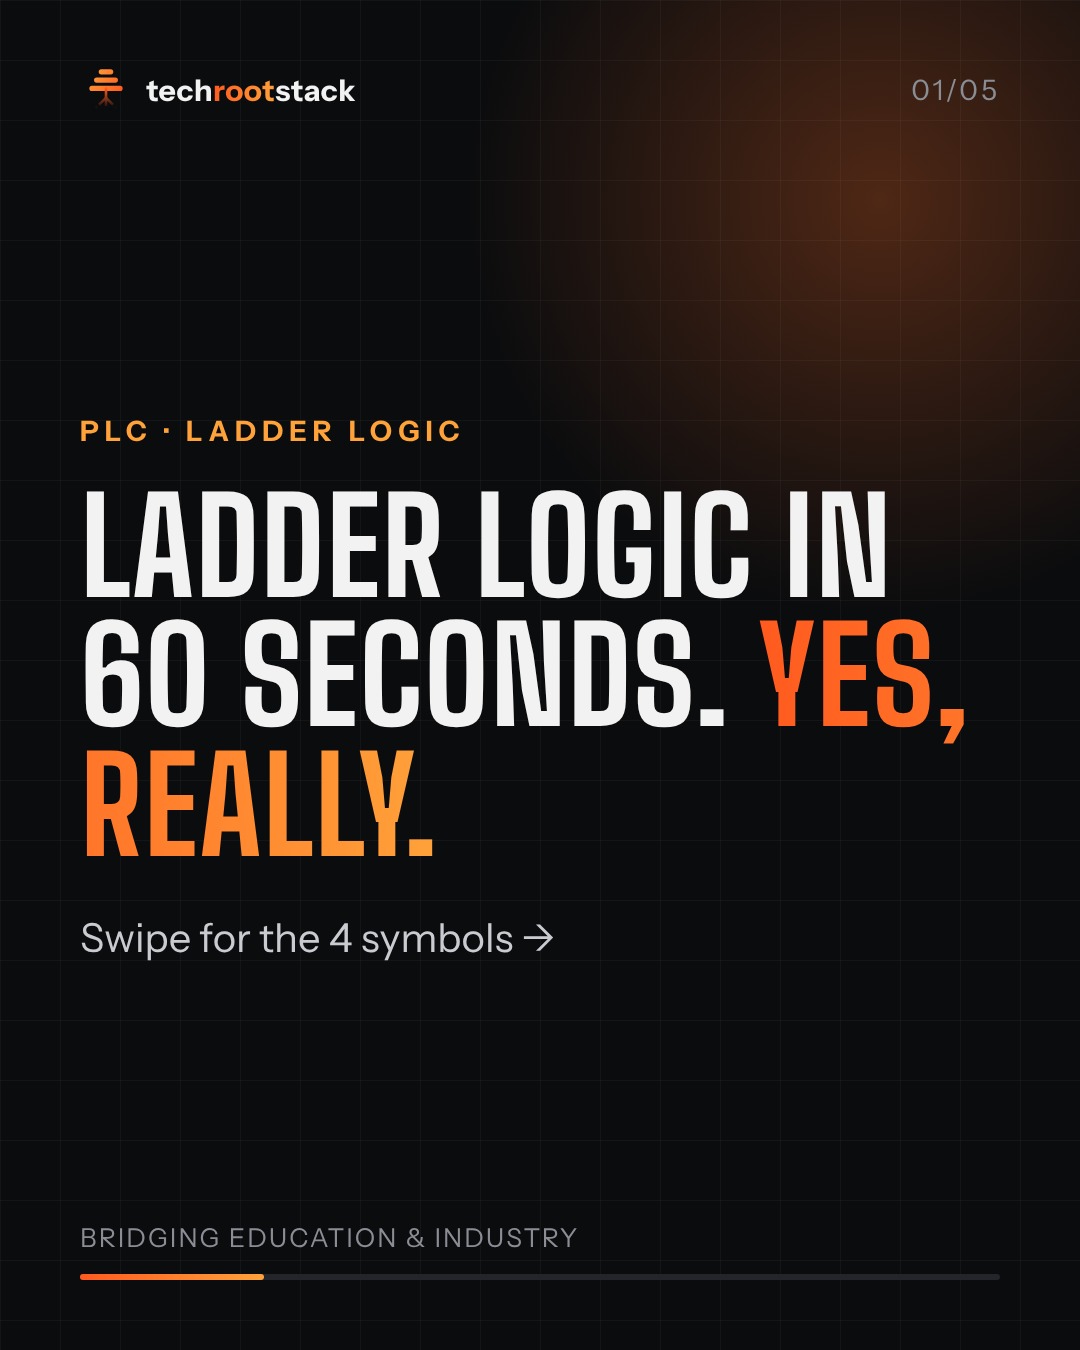 techrootstack
01/05
PLC · LADDER LOGIC
LADDER LOGIC IN
60 SECONDS. YES,
REALLY.
Swipe for the 4 symbols →
BRIDGING EDUCATION & INDUSTRY